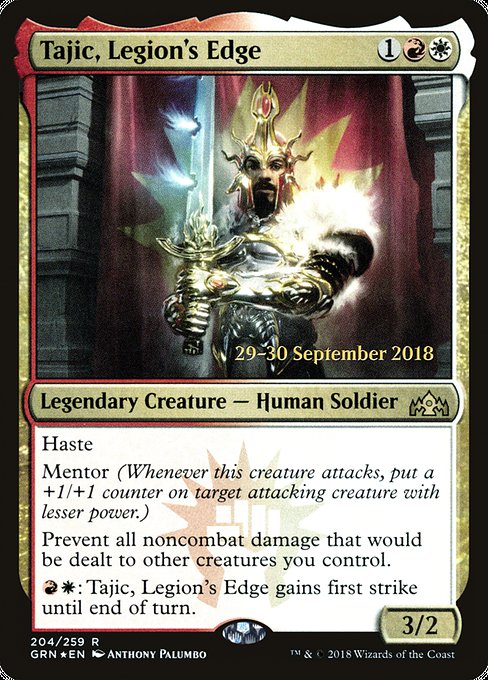 Tajic, Legion's Edge 1
29-30 September 2018
Legendary Creature — Human Soldier
Haste
Mentor (Whenever this creature attacks, put a
+1/+1 counter on target attacking creature with
lesser power.)
Prevent all noncombat damage that would
be dealt to other creatures you control.
: Tajic, Legion's Edge gains first strike
until end of turn.
3/2
204/259 R
GRN ★ EN Anthony Palumbo
™ & © 2018 Wizards of the Coast